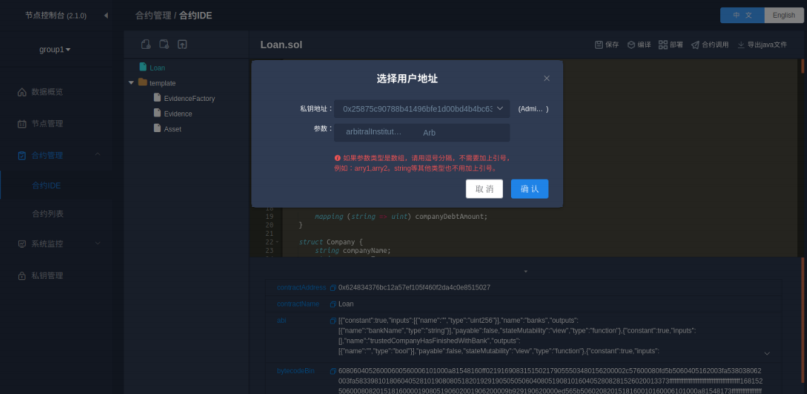 节点控制台 (2.1.0)
合约管理 / 合约IDE
中 文
English
group1
Loan.sol
保存
编译
部署
合约调用
导出java文件
数据概览
节点管理
合约管理
合约IDE
合约列表
系统监控
私钥管理
Loan
template
EvidenceFactory
Evidence
Asset
选择用户地址
私钥地址：
(Admi... )
参数：
arbitralInstitut...
Arb
如果参数类型是数组，请用逗号分隔，不需要加上引号，
例如：arry1,arry2。string等其他类型也不用加上引号。
取 消
确 认
19 mapping (string => uint) companyDebtAmount;
20 }
21
22 struct Company {
23 string companyName;
contractAddress 0x624834376bc12a57ef105f460f2da4c0e8515027
contractName Loan
abi [{"constant":true,"inputs":[{"name":"","type":"uint256"}],"name":"banks","outputs":
[{"name":"bankName","type":"string"}],"payable":false,"stateMutability":"view","type":"function"},{"constant":true,"inputs":
[],"name":"trustedCompanyHasFinishedWithBank","outputs":
[{"name":"","type":"bool"}],"payable":false,"stateMutability":"view","type":"function"},{"constant":true,"inputs":
bytecodeBin